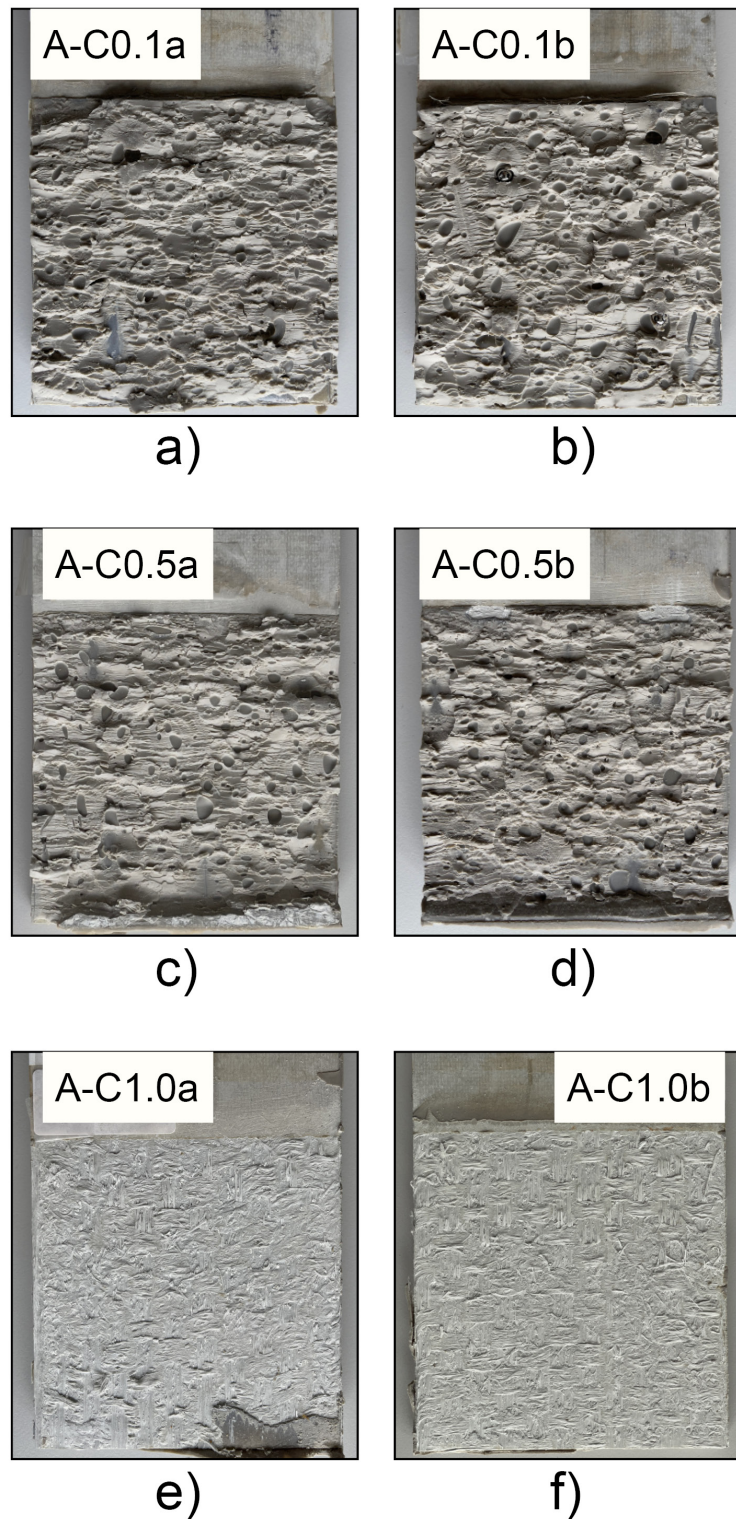 A-C0.1a
A-C0.1b
a)
b)
A-C0.5a
A-C0.5b
c)
d)
A-C1.0a
A-C1.0b
e)
f)